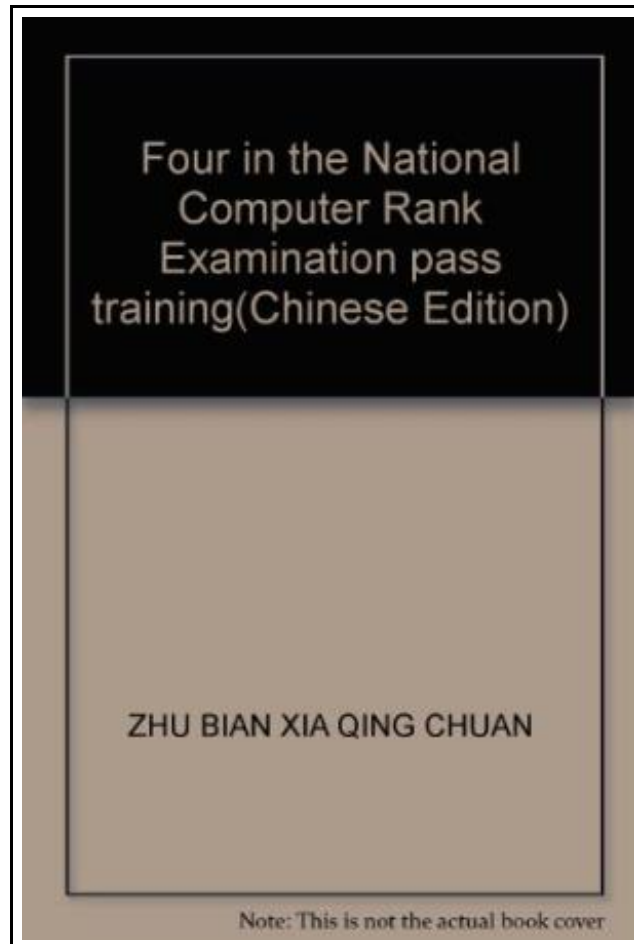 Four in the National
Computer Rank
Examination pass
training(Chinese Edition)
ZHU BIAN XIA QING CHUAN
Note: This is not the actual book cover